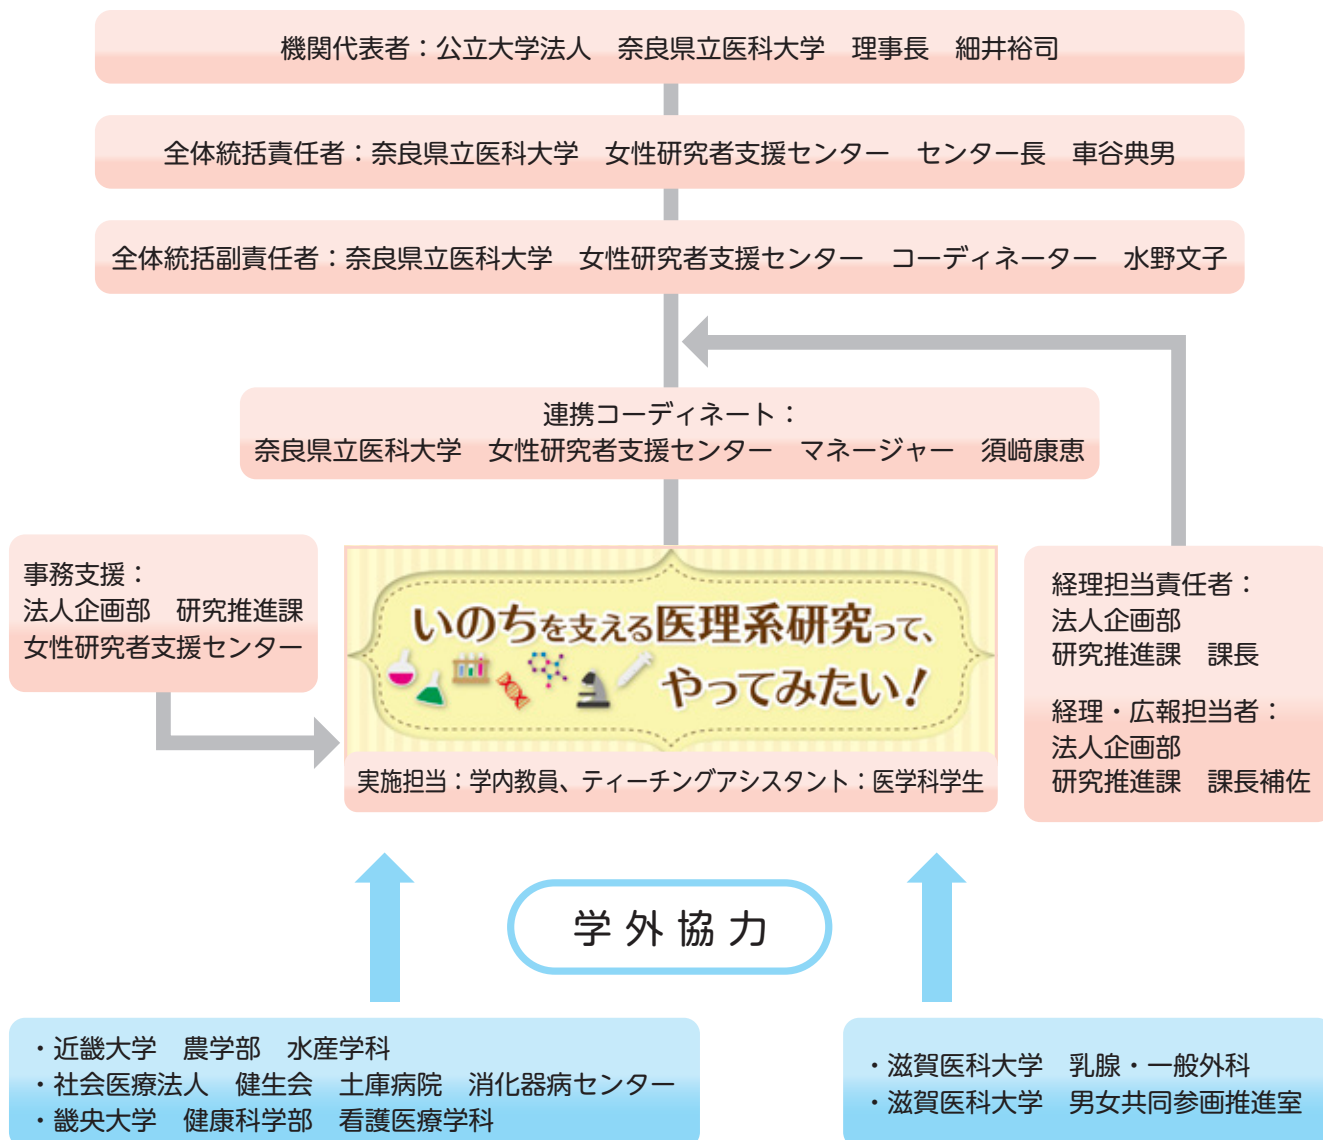 機関代表者：公立大学法人　奈良県立医科大学　理事長　細井裕司
全体統括責任者：奈良県立医科大学　女性研究者支援センター　センター長　車谷典男
全体統括副責任者：奈良県立医科大学　女性研究者支援センター　コーディネーター　水野文子
連携コーディネート：
奈良県立医科大学　女性研究者支援センター　マネージャー　須﨑康恵
事務支援：
法人企画部　研究推進課
女性研究者支援センター
いのちを支える医理系研究って、
やってみたい！
実施担当：学内教員、ティーチングアシスタント：医学科学生
経理担当責任者：
法人企画部
研究推進課　課長
経理・広報担当者：
法人企画部
研究推進課　課長補佐
学外協力
・近畿大学　農学部　水産学科
・社会医療法人　健生会　土庫病院　消化器病センター
・畿央大学　健康科学部　看護医療学科
・滋賀医科大学　乳腺・一般外科
・滋賀医科大学　男女共同参画推進室